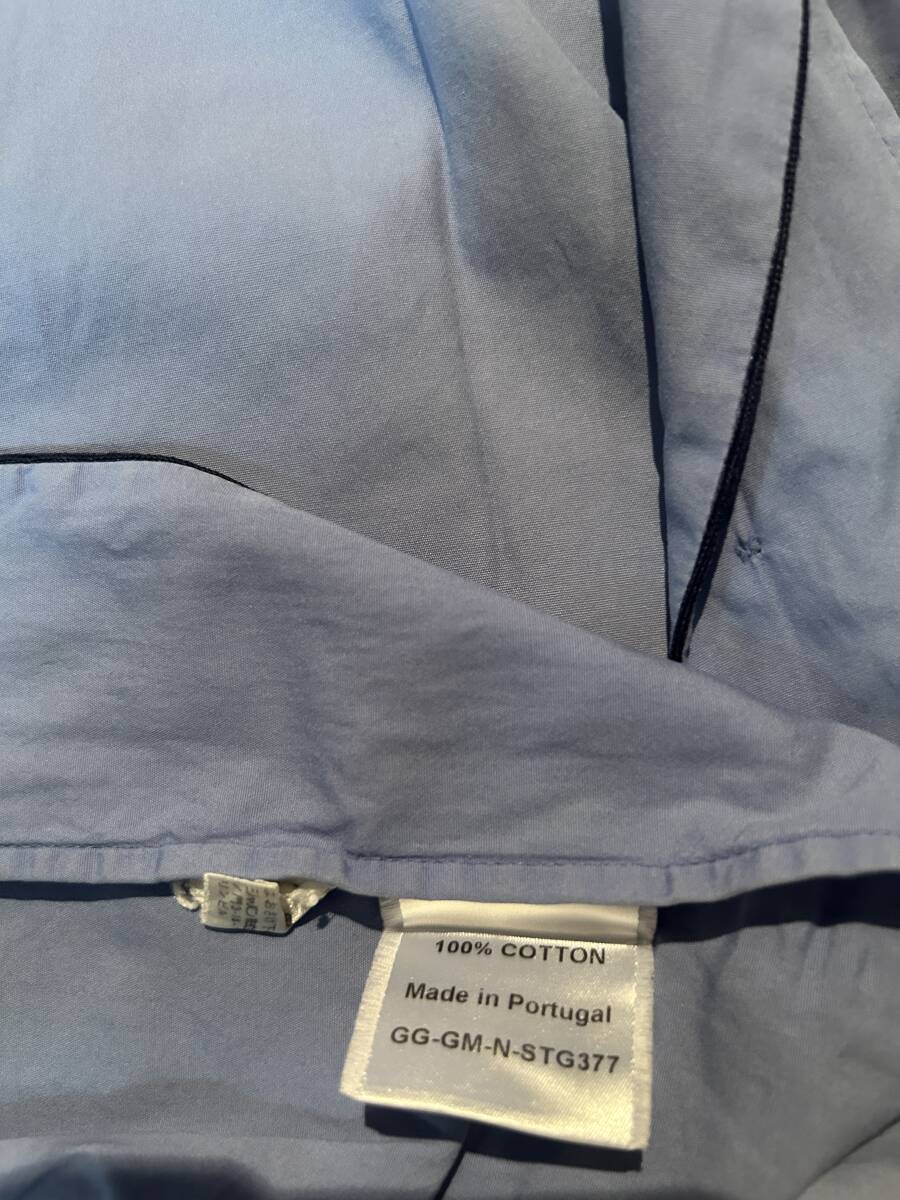 100% COTTON
Made in Portugal
GG-GM-N-STG377